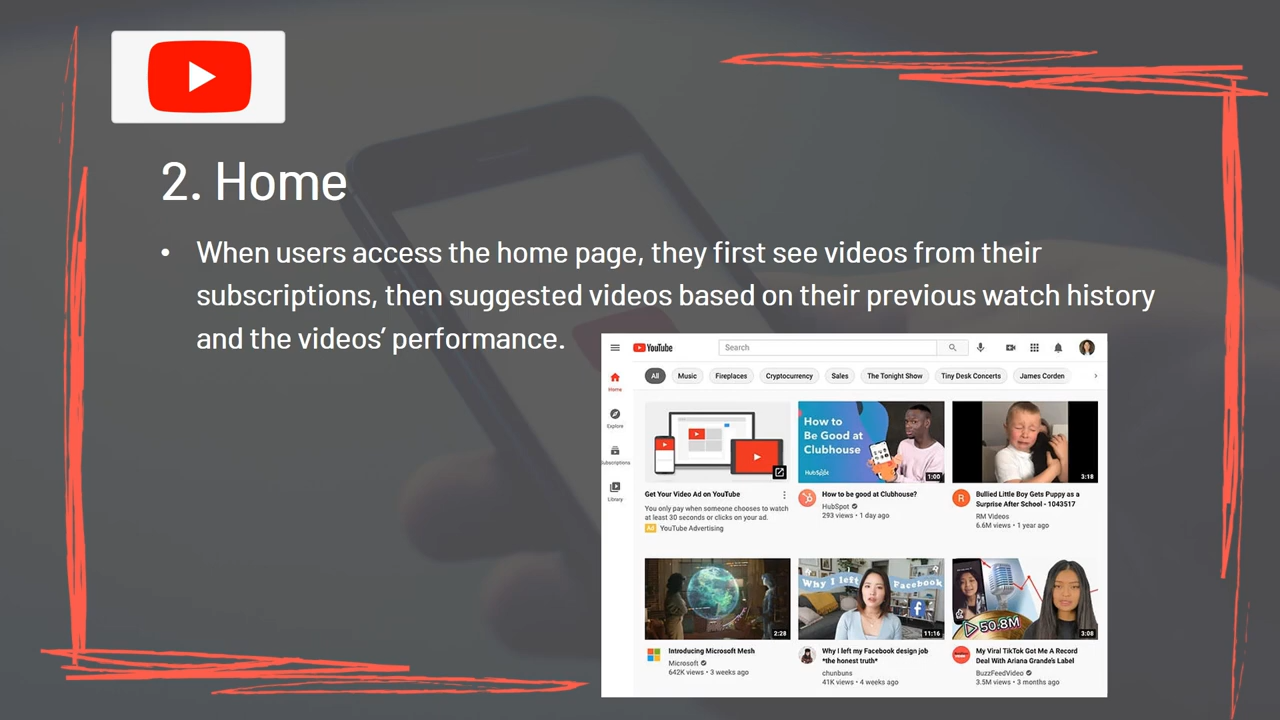 2. Home
• When users access the home page, they first see videos from their
subscriptions, then suggested videos based on their previous watch history
and the videos’ performance.
YouTube
Search
Home
Explore
Subscriptions
Library
All Music Fireplaces Cryptocurrency Sales The Tonight Show Tiny Desk Concerts James Corden
Get Your Video Ad on YouTube
You only pay when someone chooses to watch
at least 30 seconds or clicks on your ad.
Ad YouTube Advertising
How to
Be Good at
Clubhouse
HubSpot
1:00
How to be good at Clubhouse?
HubSpot
293 views • 1 day ago
3:18
Bullied Little Boy Gets Puppy as a
Surprise After School - 1043517
R
RM Videos
6.6M views • 1 year ago
2:28
Introducing Microsoft Mesh
Microsoft
642K views • 3 weeks ago
Why I left Facebook
11:16
Why I left my Facebook design job
*the honest truth*
chunbuns
41K views • 4 weeks ago
50.8M
3:08
My Viral TikTok Got Me A Record
Deal With Ariana Grande's Label
BuzzFeedVideo
3.5M views • 3 months ago